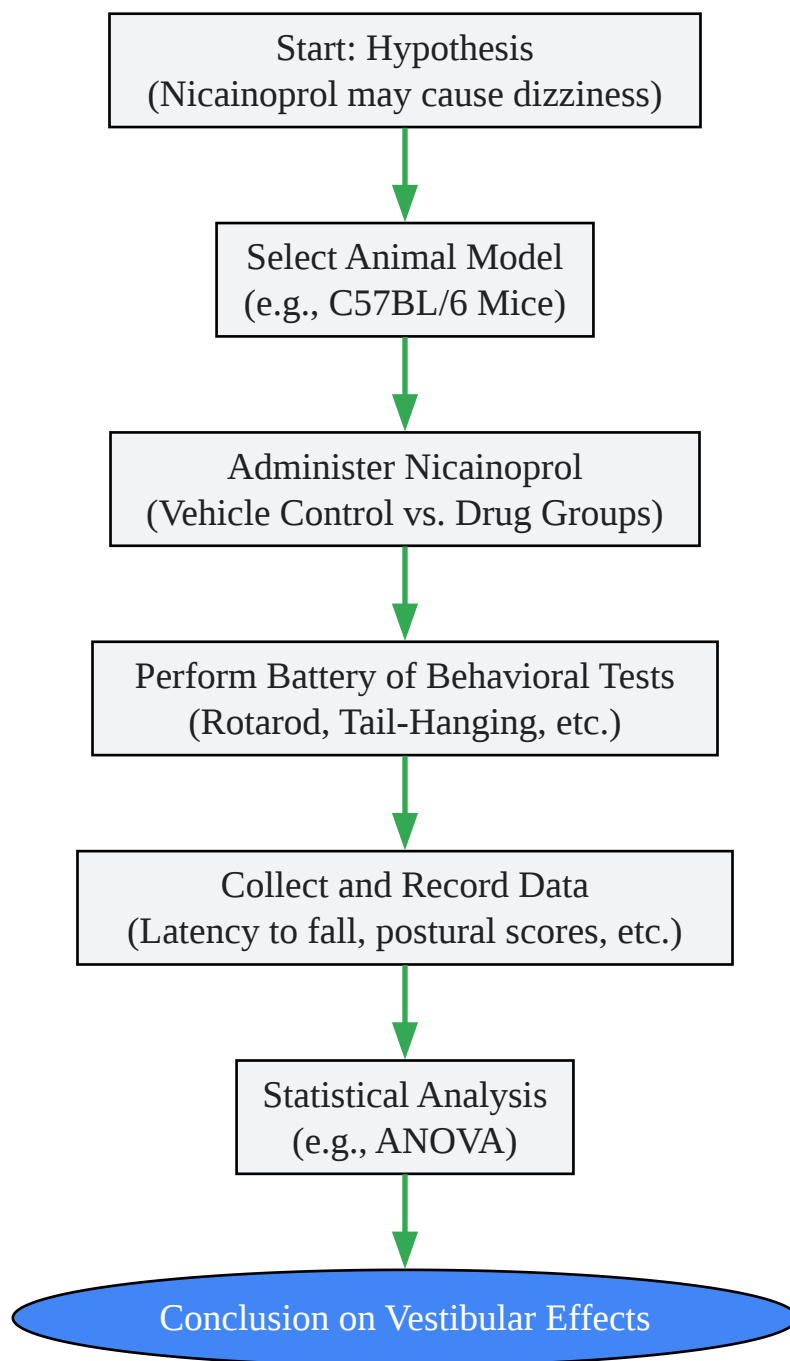 Start: Hypothesis
(Nicainoprol may cause dizziness)
Select Animal Model
(e.g., C57BL/6 Mice)
Administer Nicainoprol
(Vehicle Control vs. Drug Groups)
Perform Battery of Behavioral Tests
(Rotarod, Tail-Hanging, etc.)
Collect and Record Data
(Latency to fall, postural scores, etc.)
Statistical Analysis
(e.g., ANOVA)
Conclusion on Vestibular Effects